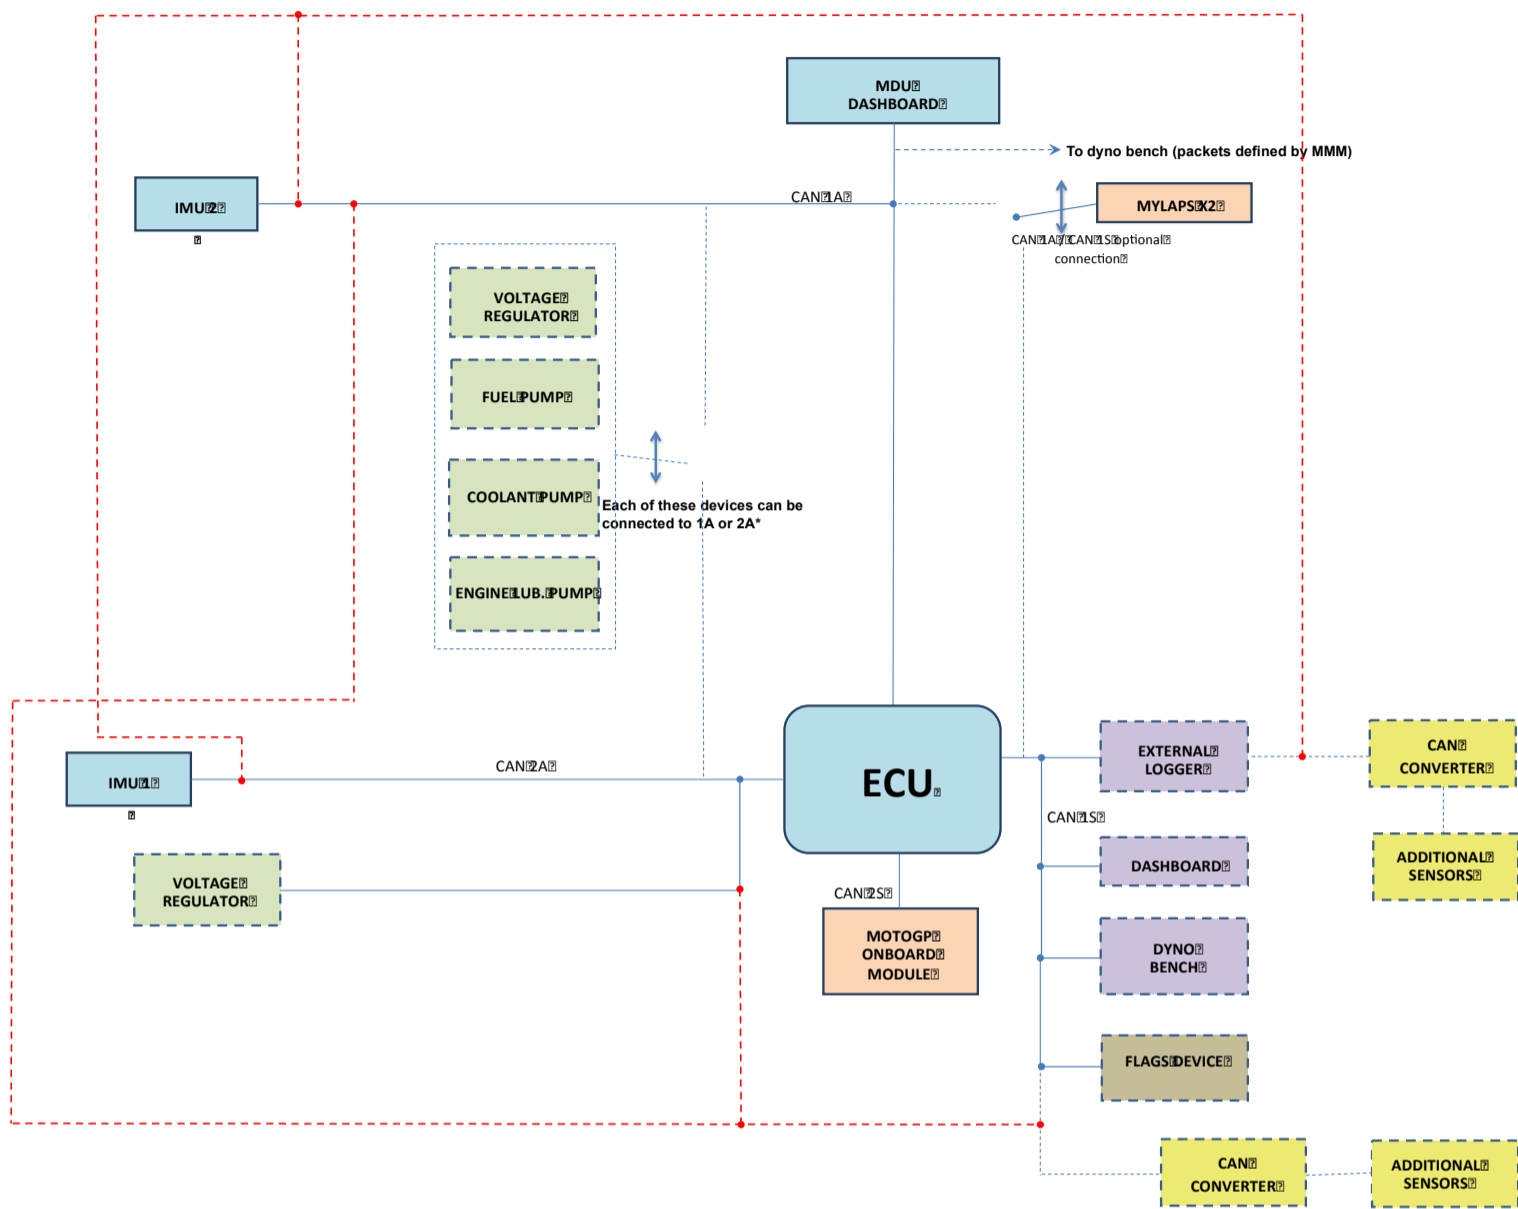 MDU
DASHBOARD
To dyno bench (packets defined by MMM)
IMU 2
CAN 1A
MYLAPS X2
CAN 1A / CAN 1S optional
connection
VOLTAGE
REGULATOR
FUEL PUMP
COOLANT PUMP
Each of these devices can be
connected to 1A or 2A*
ENGINE LUB. PUMP
IMU 1
CAN 2A
ECU
EXTERNAL
LOGGER
CAN
CONVERTER
CAN 1S
DASHBOARD
ADDITIONAL
SENSORS
VOLTAGE
REGULATOR
CAN 2S
MOTOGP
ONBOARD
MODULE
DYNO
BENCH
FLAGS DEVICE
CAN
CONVERTER
ADDITIONAL
SENSORS